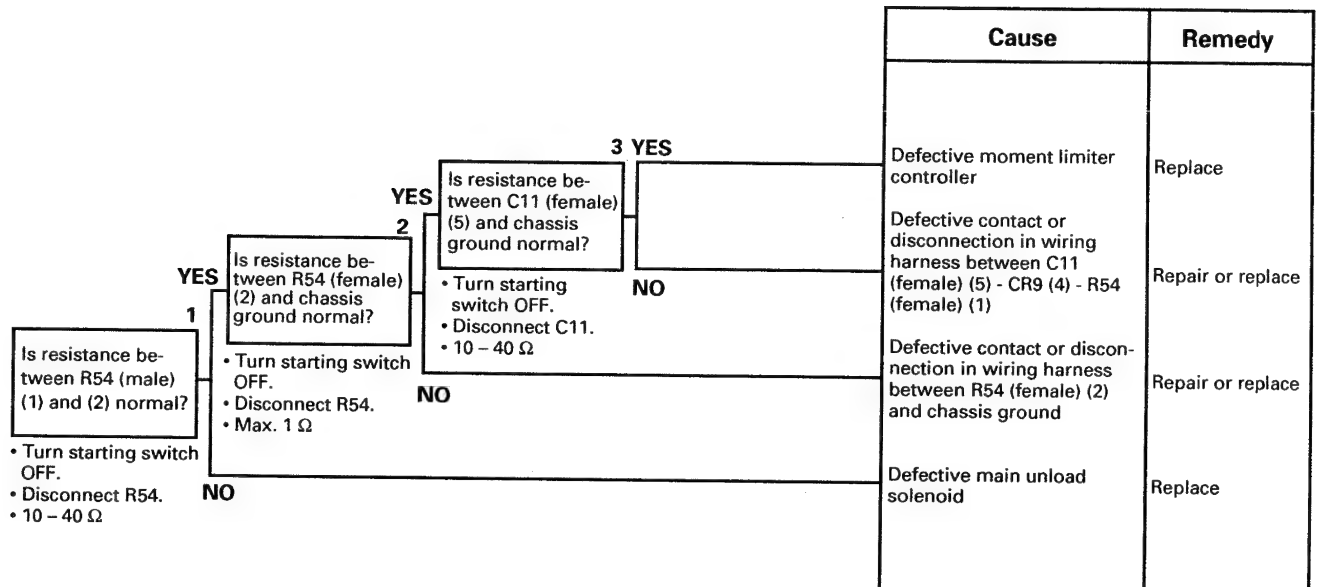 Cause
Remedy
3 YES
Is resistance be-
tween C11 (female)
(5) and chassis
ground normal?
• Turn starting
switch OFF.
• Disconnect C11.
• 10 – 40 Ω
NO
YES
2
Is resistance be-
tween R54 (female)
(2) and chassis
ground normal?
• Turn starting switch
OFF.
• Disconnect R54.
• Max. 1 Ω
NO
YES
1
Is resistance be-
tween R54 (male)
(1) and (2) normal?
• Turn starting switch
OFF.
• Disconnect R54.
• 10 – 40 Ω
NO
Defective moment limiter
controller
Replace
Defective contact or
disconnection in wiring
harness between C11
(female) (5) - CR9 (4) - R54
(female) (1)
Repair or replace
Defective contact or discon-
nection in wiring harness
between R54 (female) (2)
and chassis ground
Repair or replace
Defective main unload
solenoid
Replace